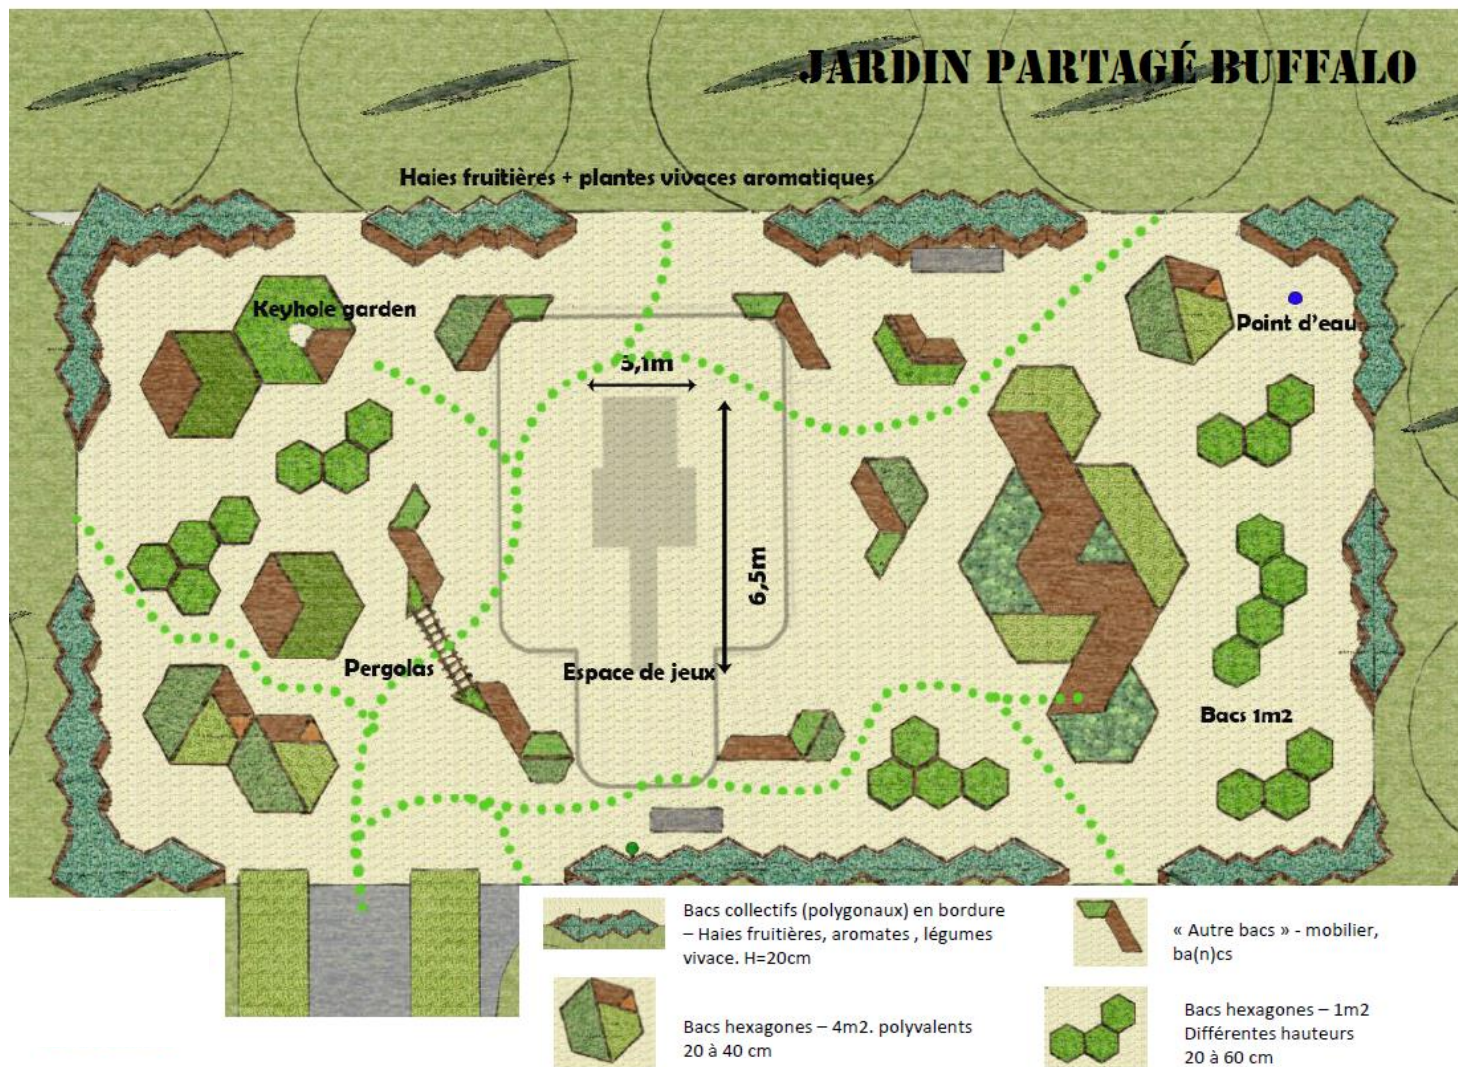 JARDIN PARTAGÉ BUFFALO
Haies fruitières + plantes vivaces aromatiques
Keyhole garden
Point d'eau
5,1m
6,5m
Pergolas
Espace de jeux
Bacs 1m2
Bacs collectifs (polygonaux) en bordure
– Haies fruitières, aromates , légumes
vivace. H=20cm
« Autre bacs » - mobilier,
ba(n)cs
Bacs hexagones – 4m2. polyvalents
20 à 40 cm
Bacs hexagones – 1m2
Différentes hauteurs
20 à 60 cm